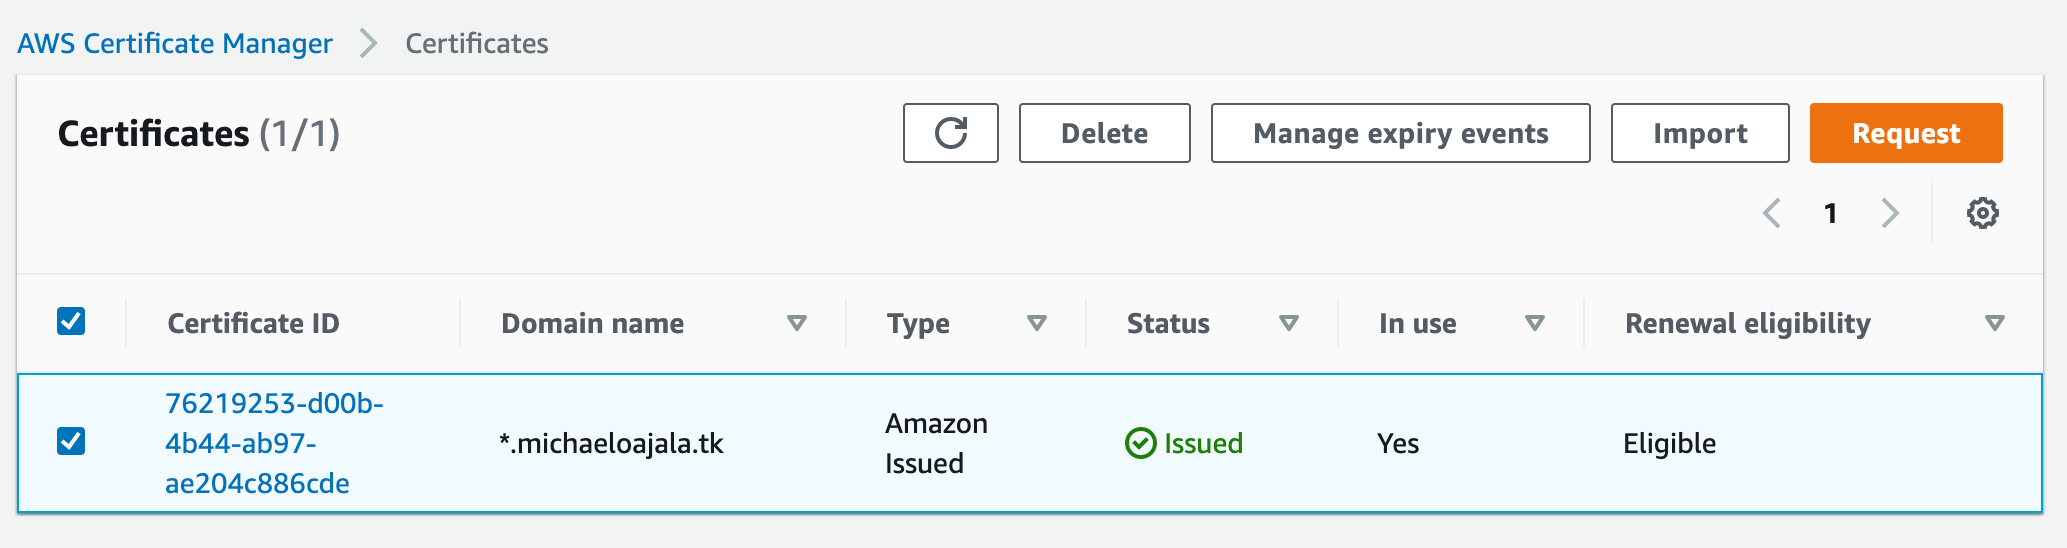 AWS Certificate Manager > Certificates
Certificates (1/1)
Delete
Manage expiry events
Import
Request
1
Certificate ID
Domain name
Type
Status
In use
Renewal eligibility
76219253-d00b-
4b44-ab97-
ae204c886cde
*.michaeloajala.tk
Amazon
Issued
Issued
Yes
Eligible